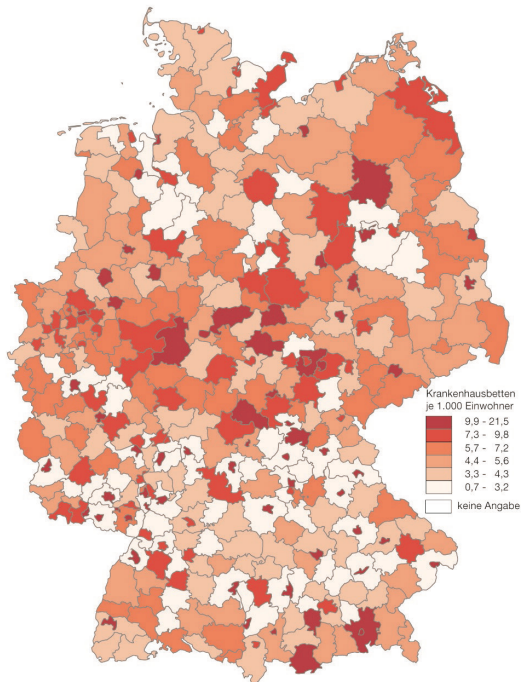 Krankenhausbetten
je 1.000 Einwohner
9,9 - 21,5
7,3 - 9,8
5,7 - 7,2
4,4 - 5,6
3,3 - 4,3
0,7 - 3,2
keine Angabe